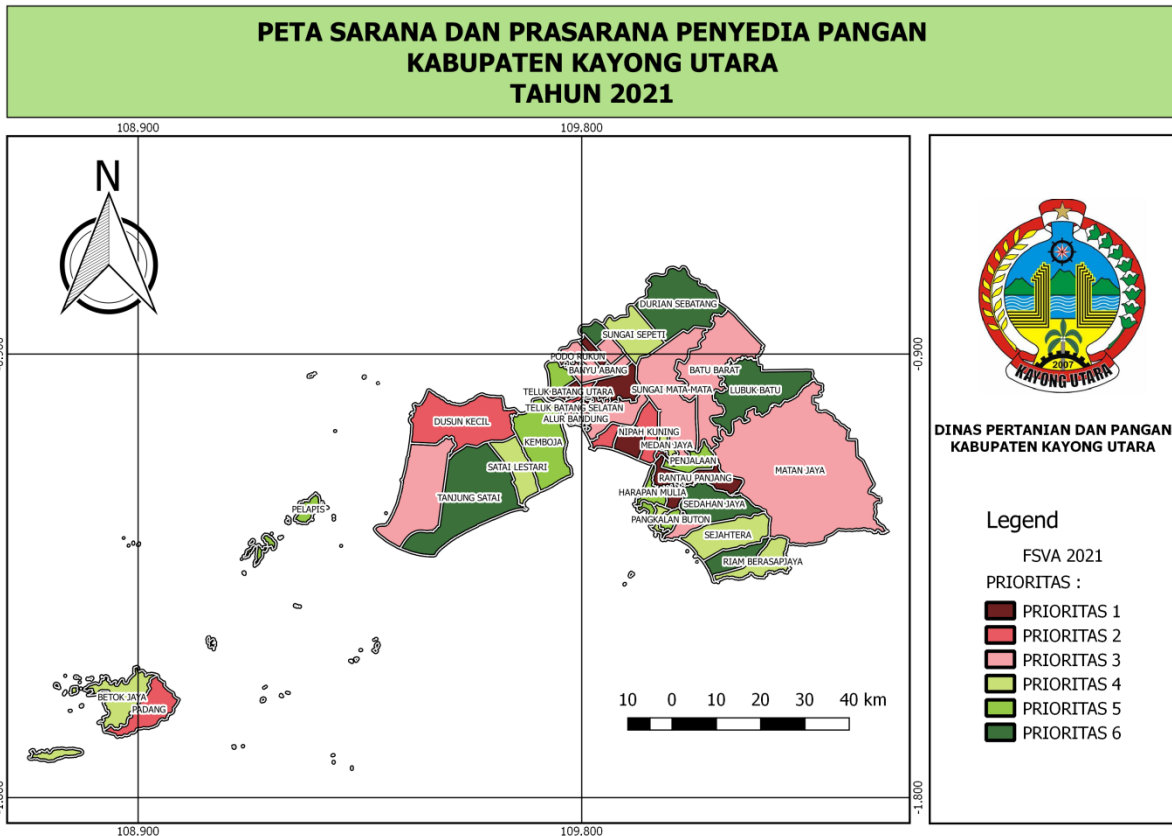 PETA SARANA DAN PRASARANA PENYEDIA PANGAN
KABUPATEN KAYONG UTARA
TAHUN 2021
108.900
109.800
N
DURIAN SEBATANG
SUNGAI SEPETI
-0.900
PODO RUKUN
BANYU ABANG
BATU BARAT
-0.900
SUNGAI MATA-MATA
LUBUK BATU
TELUK BATANG UTARA
TELUK BATANG SELATAN
ALUR BANDUNG
DUSUN KECIL
NIPAH KUNING
KEMBOJA
MEDAN JAYA
PENJALAAN
SATAI LESTARI
MATAN JAYA
RANTAU PANJANG
TANJUNG SATAI
HARAPAN MULIA
SEDAHAN JAYA
PELAPIS
PANGKALAN BUTON
SEJAHTERA
RIAM BERASAPJAYA
BETOK JAYA
PADANG
10 0 10 20 30 40 km
-1.800
-1.800
108.900
109.800
2007
KAYONG UTARA
DINAS PERTANIAN DAN PANGAN
KABUPATEN KAYONG UTARA
Legend
FSVA 2021
PRIORITAS :
PRIORITAS 1
PRIORITAS 2
PRIORITAS 3
PRIORITAS 4
PRIORITAS 5
PRIORITAS 6